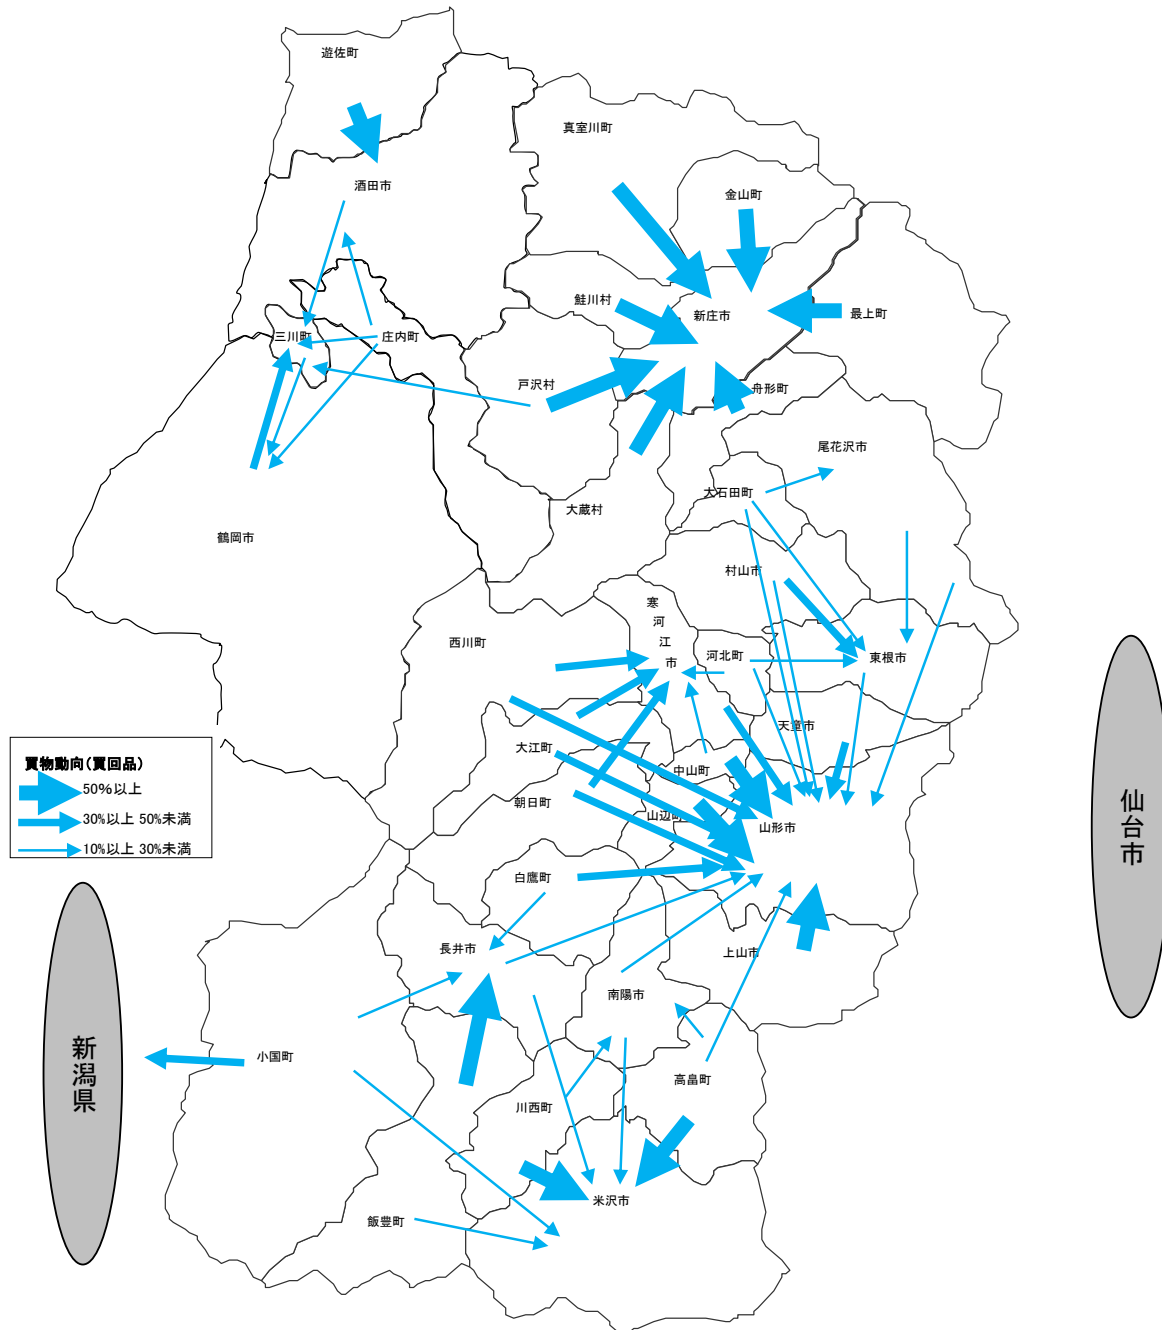 遊佐町
真室川町
酒田市
金山町
鮭川村
新庄市
最上町
三川町
庄内町
戸沢村
舟形町
尾花沢市
大石田町
大蔵村
鶴岡市
村山市
寒河江市
西川町
河北町
東根市
天童市
大江町
中山町
朝日町
山辺町
山形市
買物動向(買回品)
50%以上
30%以上 50%未満
10%以上 30%未満
仙台市
白鷹町
長井市
上山市
南陽市
新潟県
小国町
高畠町
川西町
米沢市
飯豊町